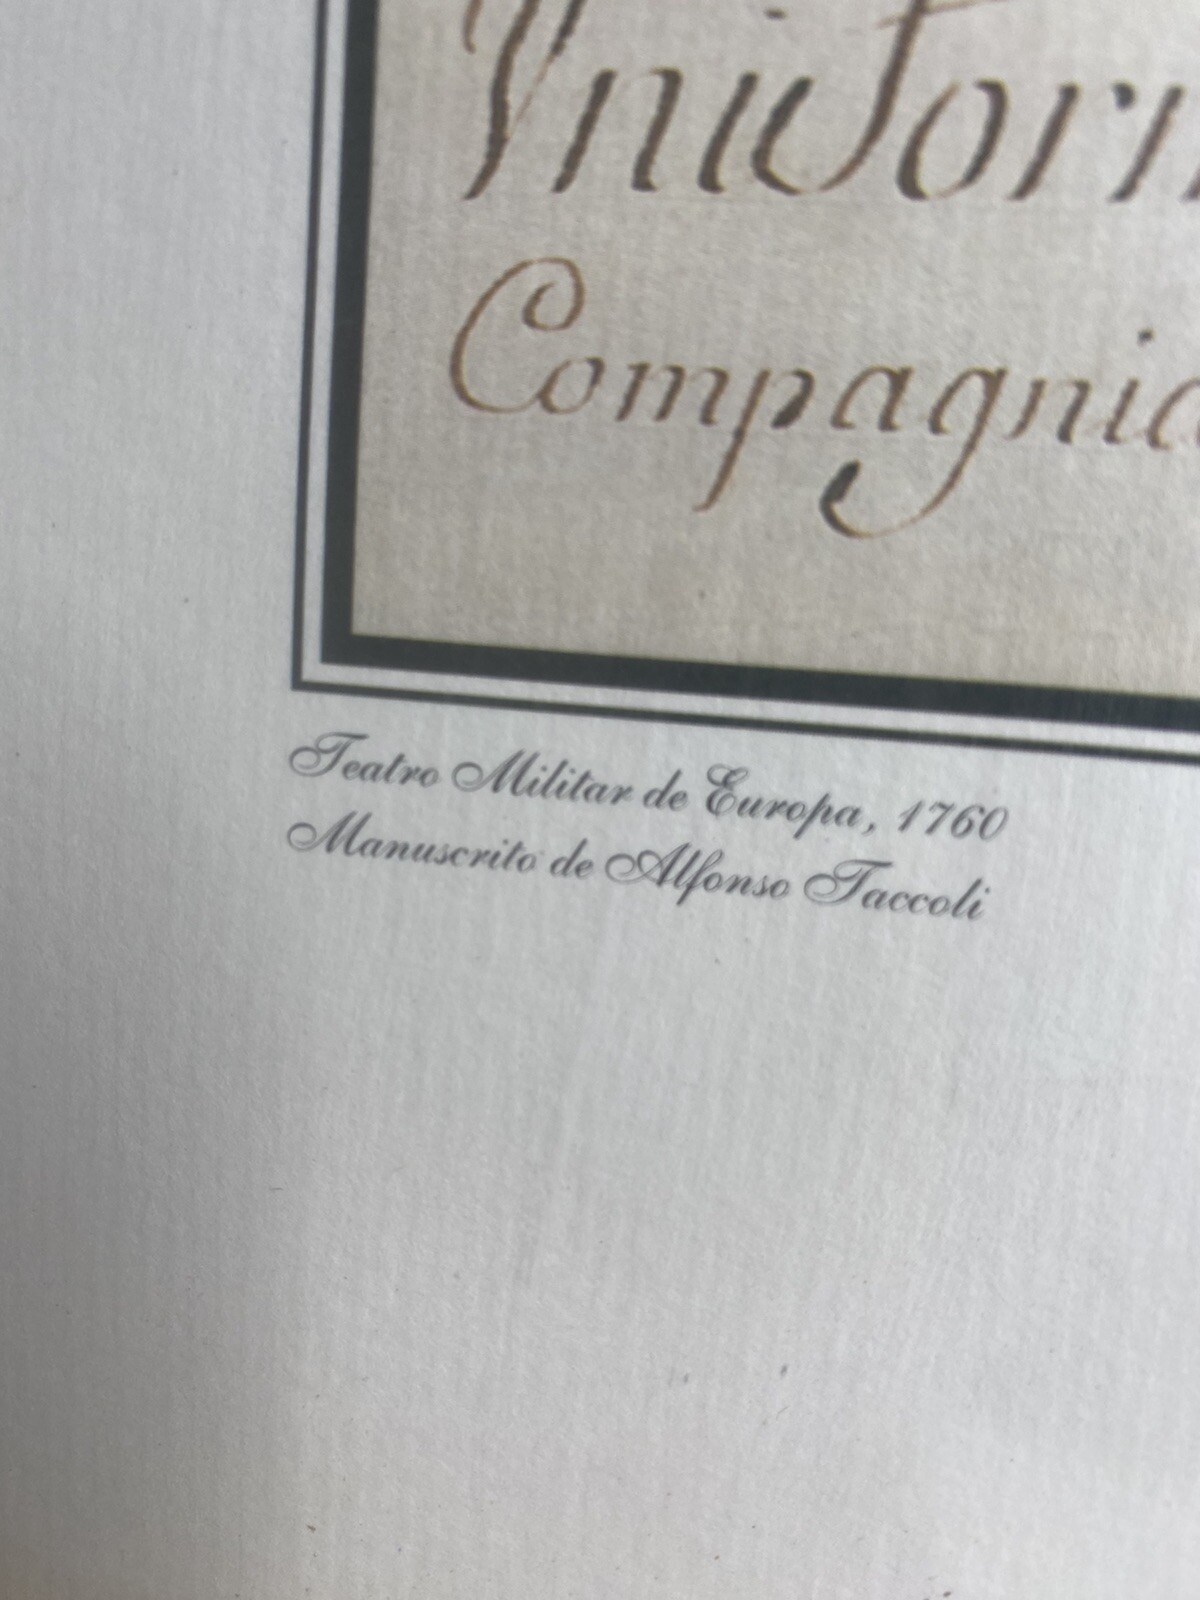 Compagnia
Teatro Militar de Europa, 1760
Manuscrito de Alfonso Taccoli